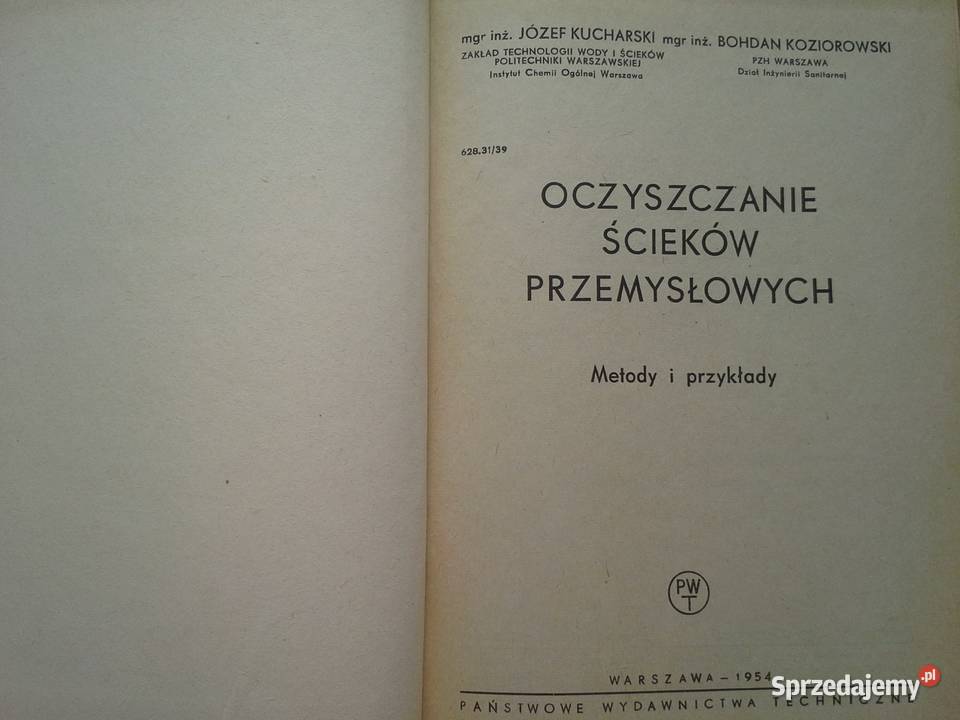 mgr inż. JÓZEF KUCHARSKI mgr inż. BOHDAN KOZIOROWSKI
ZAKŁAD TECHNOLOGII WODY I ŚCIEKÓW
POLITECHNIKI WARSZAWSKIEJ
Instytut Chemii Ogólnej Warszawa
PZH WARSZAWA
Dział Inżynierii Sanitarnej
628.31/39
OCZYSZCZANIE
ŚCIEKÓW
PRZEMYSŁOWYCH
Metody i przykłady
PW
T
WARSZAWA – 1954
PAŃSTWOWE WYDAWNICTWA TECHNICZNE
Sprzedajemy.pl